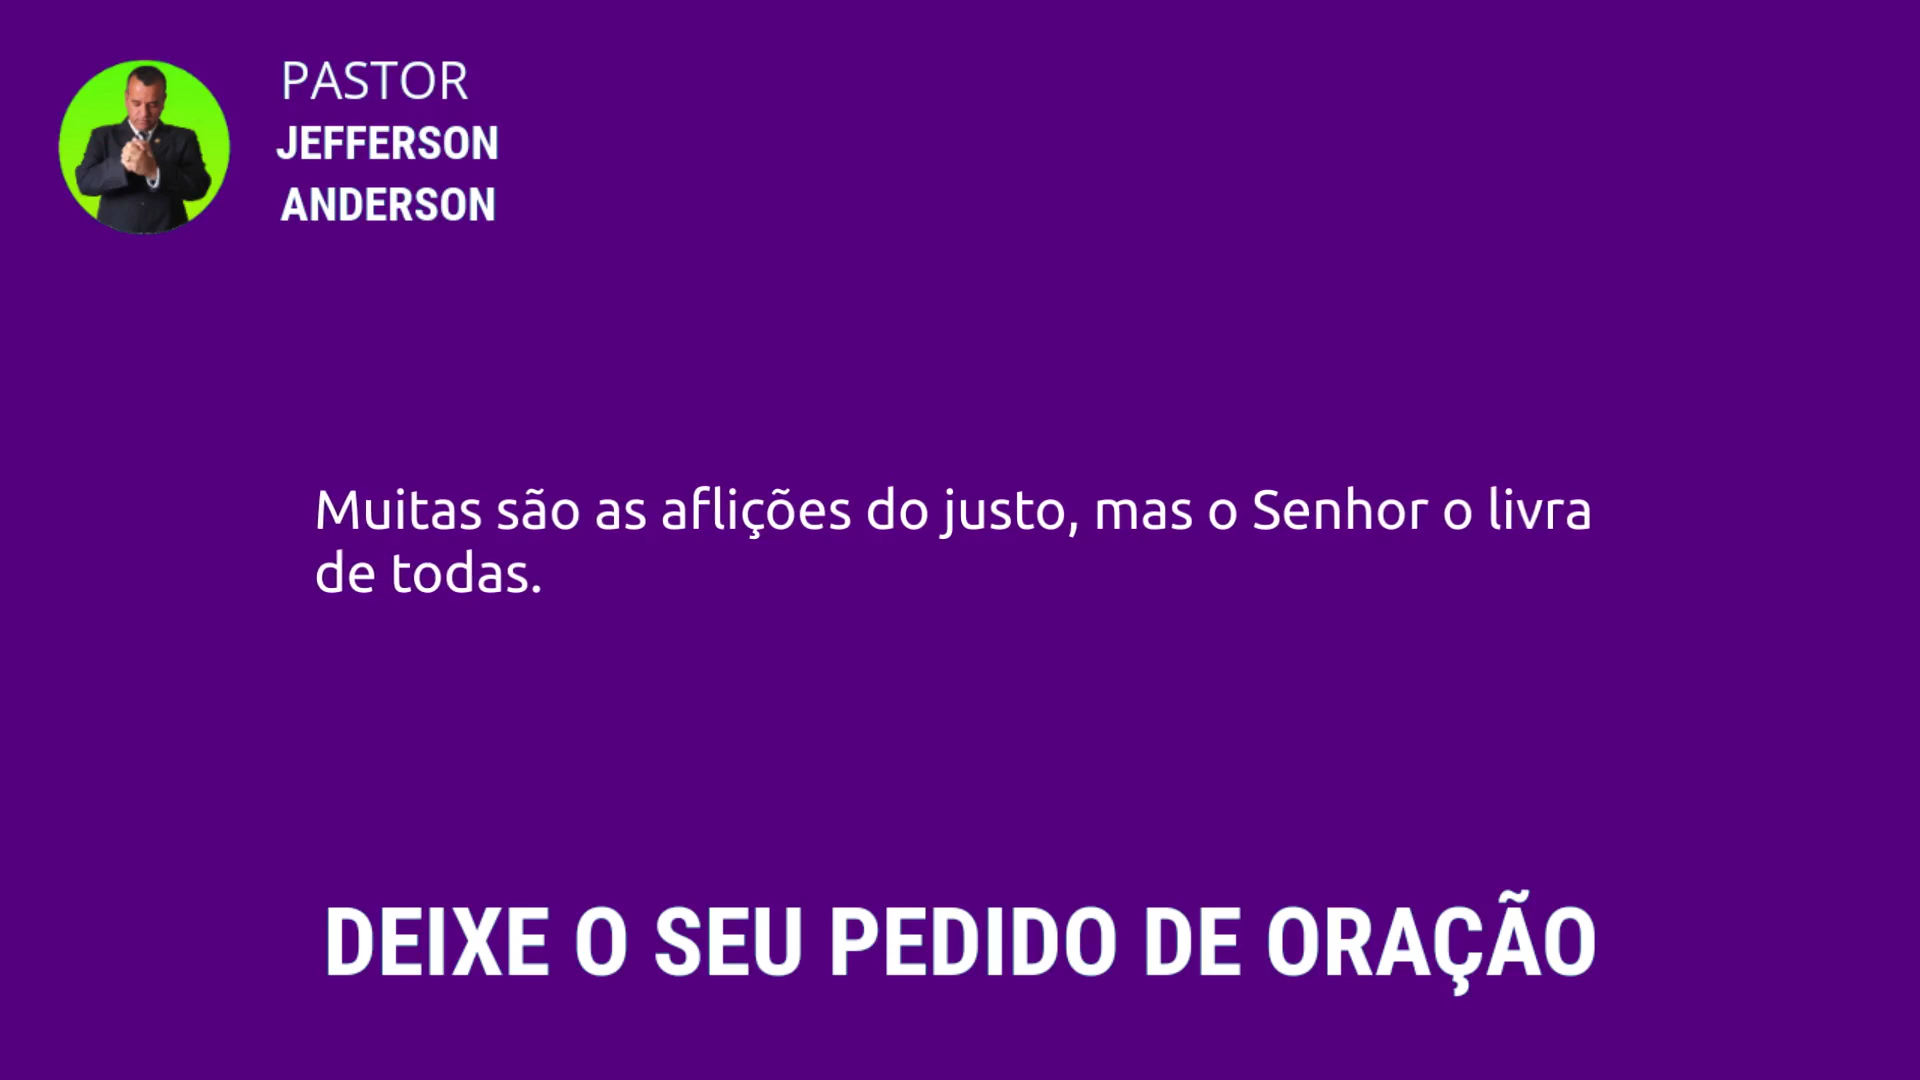 PASTOR
JEFFERSON
ANDERSON
Muitas são as aflições do justo, mas o Senhor o livra
de todas.
DEIXE O SEU PEDIDO DE ORAÇÃO